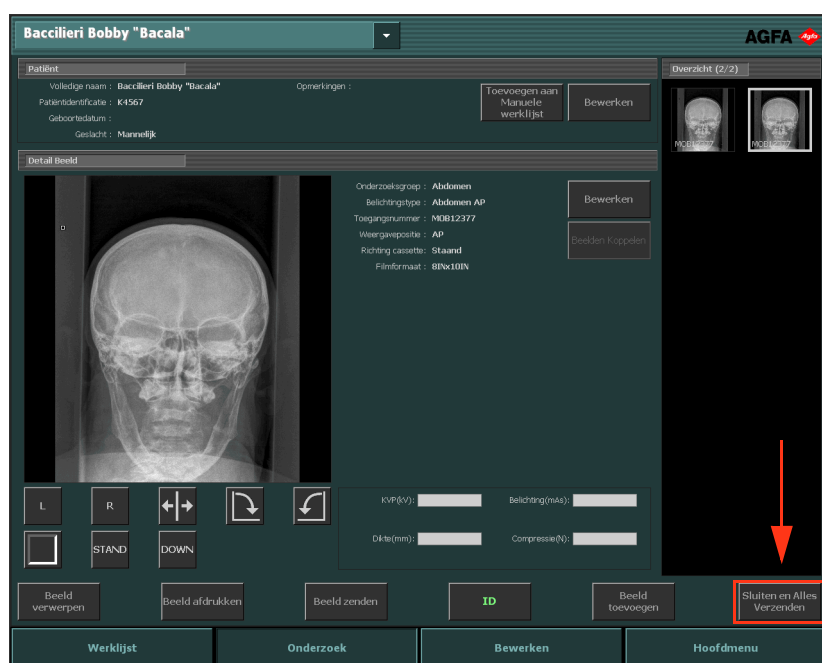 Baccilieri Bobby "Bacala"
AGFA
Agfa
Patiënt
Volledige naam : Baccilieri Bobby "Bacala"
Patiëntidentificatie : K4567
Geboortedatum :
Geslacht : Mannelijk
Opmerkingen :
Toevoegen aan
Manuele
werklijst
Bewerken
Overzicht (2/2)
MOB12377
MOB12377
Detail Beeld
Onderzoeksgroep : Abdomen
Belichtingstype : Abdomen AP
Toegangsnummer : MOB12377
Weergavepositie : AP
Richting cassette: Staand
Filmformaat : 8INx10IN
Bewerken
Beelden Koppelen
L
R
STAND
DOWN
KVP(kV):
Belichting(mAs):
Dikte(mm):
Compressie(N):
Beeld
verwerpen
Beeld afdrukken
Beeld zenden
ID
Beeld
toevoegen
Sluiten en Alles
Verzenden
Werklijst
Onderzoek
Bewerken
Hoofdmenu